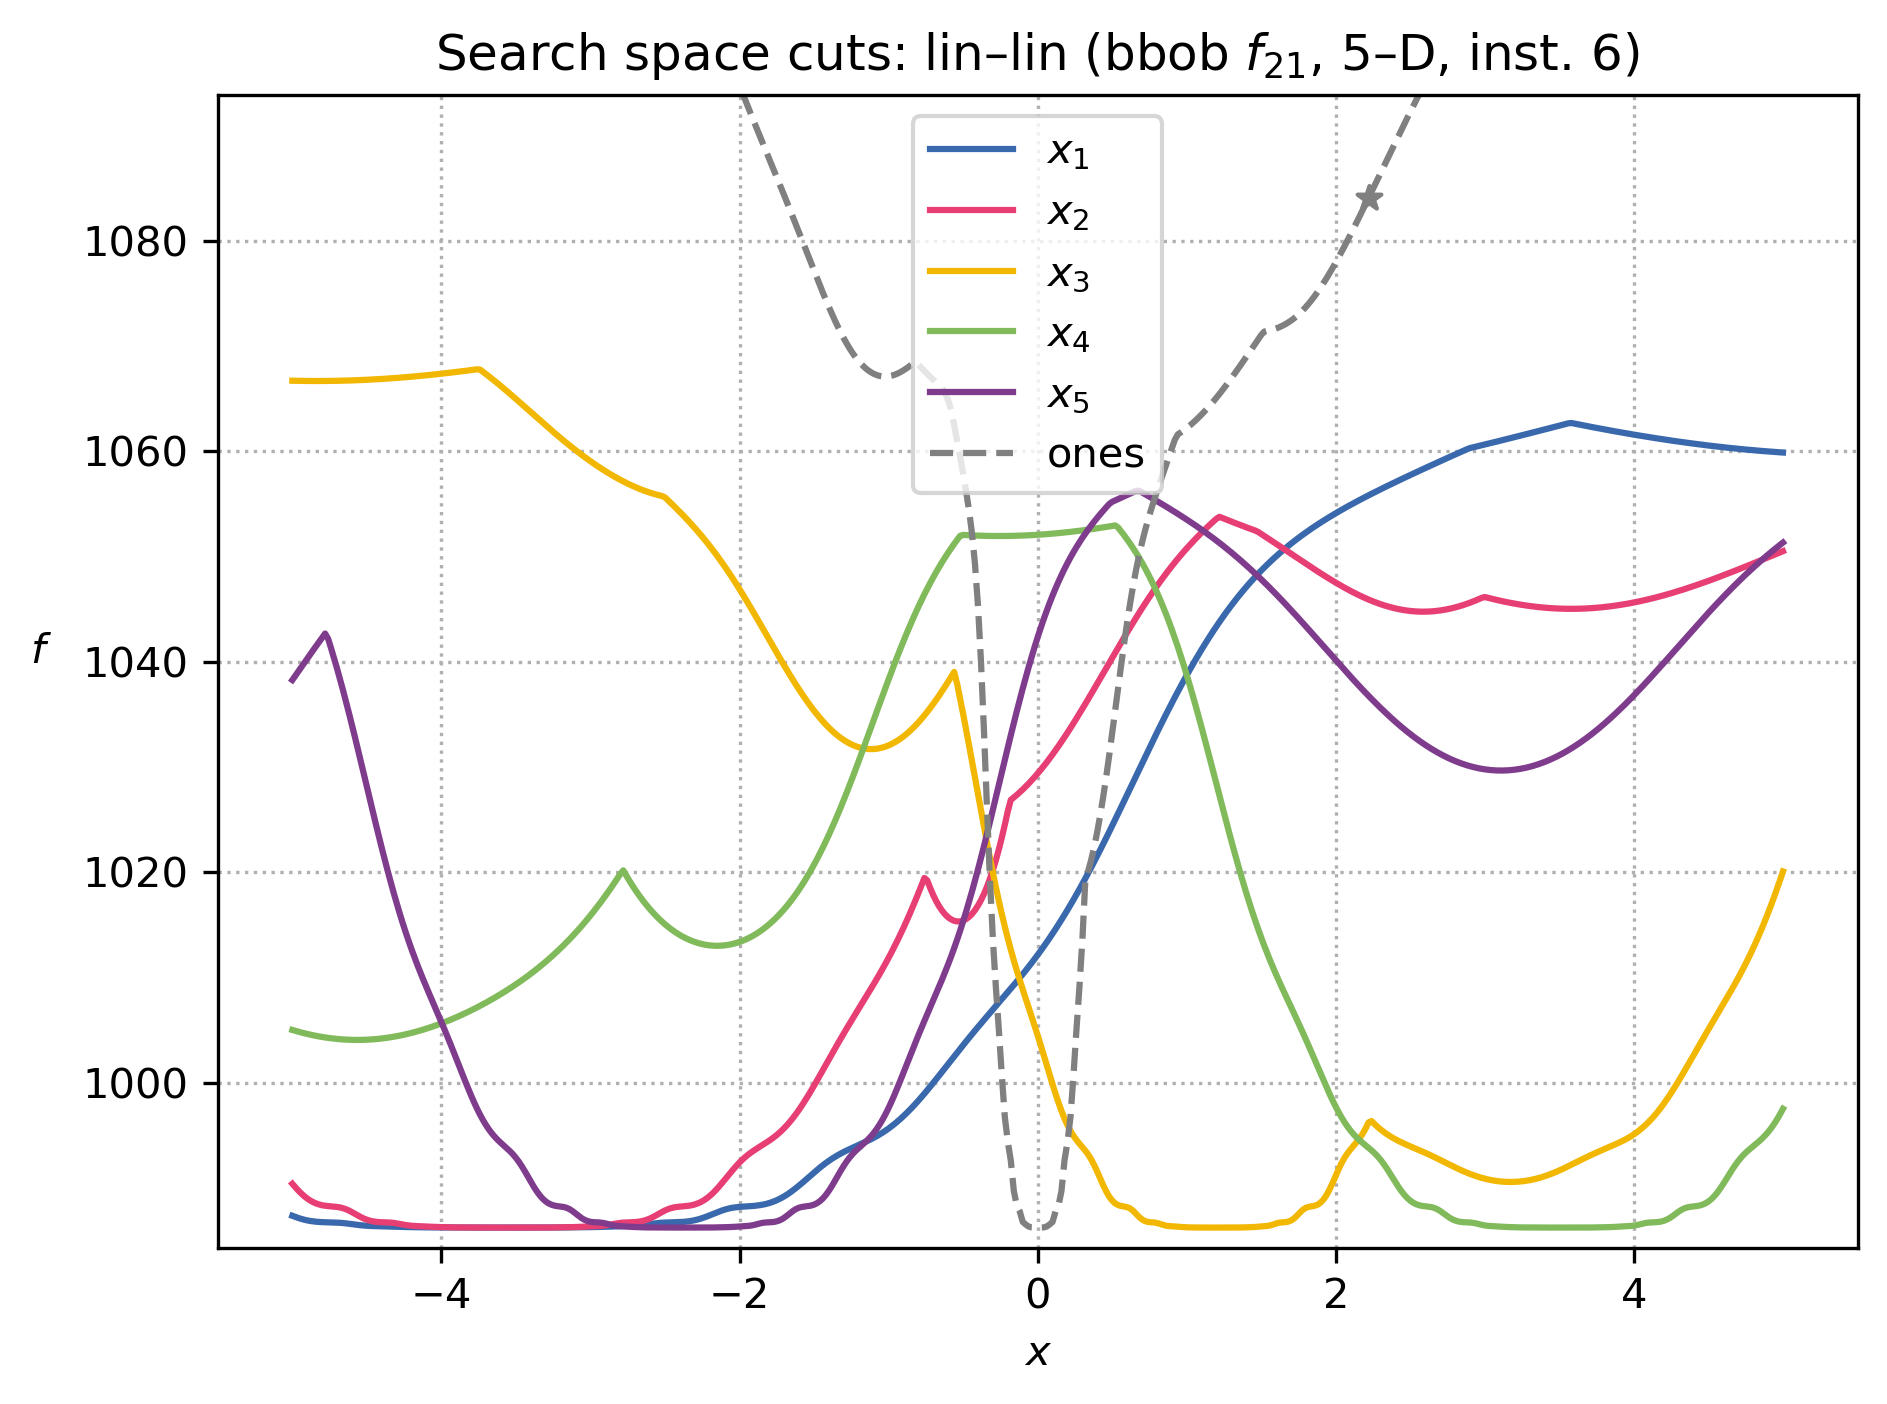 Search space cuts: lin–lin (bbob f₂₁, 5–D, inst. 6)
x₁
x₂
x₃
x₄
x₅
ones
1080
1060
1040
1020
1000
f
−4 −2 0 2 4
x